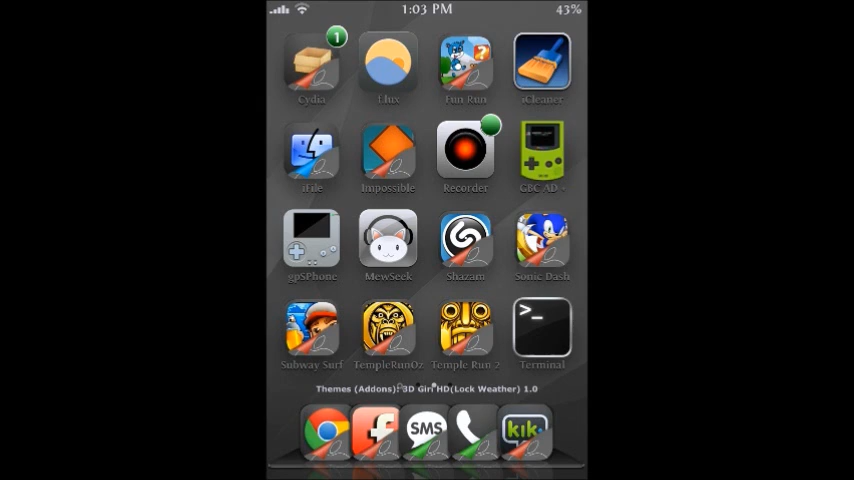 1:03 PM 43%
1
Cydia f.lux Fun Run iCleaner
?
iFile Impossible Recorder GBC AD +
gpSPhone MewSeek Shazam Sonic Dash
Subway Surf TempleRunOz Temple Run 2 Terminal
>_
Themes (Addons): 3D Girl HD(Lock Weather) 1.0
SMS kik